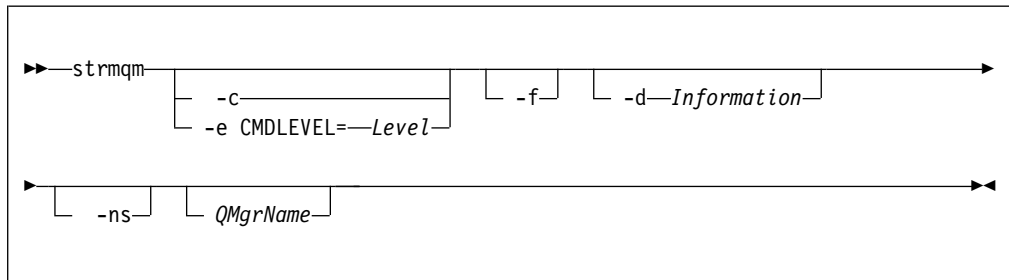 strmqm
-c -f -d Information
-e CMDLEVEL= Level
-ns QMgrName